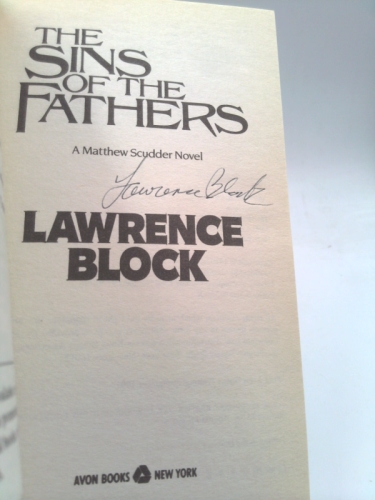 THE
SINS
OF THE
FATHERS
A Matthew Scudder Novel
Lawrence Block
LAWRENCE
BLOCK
AVON BOOKS NEW YORK